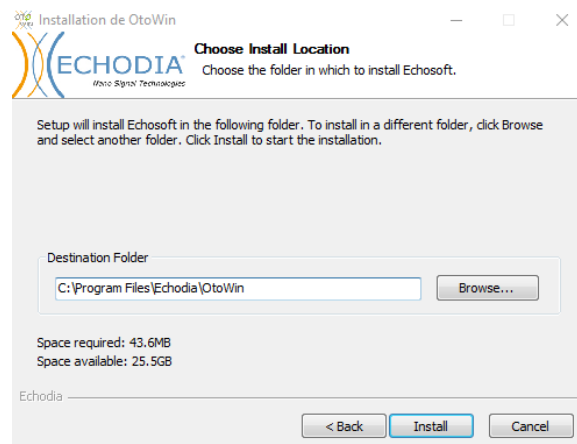 Installation de OtoWin
ECHODIA
Nano Signal Technologies
Choose Install Location
Choose the folder in which to install Echosoft.
Setup will install Echosoft in the following folder. To install in a different folder, click Browse
and select another folder. Click Install to start the installation.
Destination Folder
C:\Program Files\Echodia\OtoWin
Browse...
Space required: 43.6MB
Space available: 25.5GB
Echodia
< Back
Install
Cancel